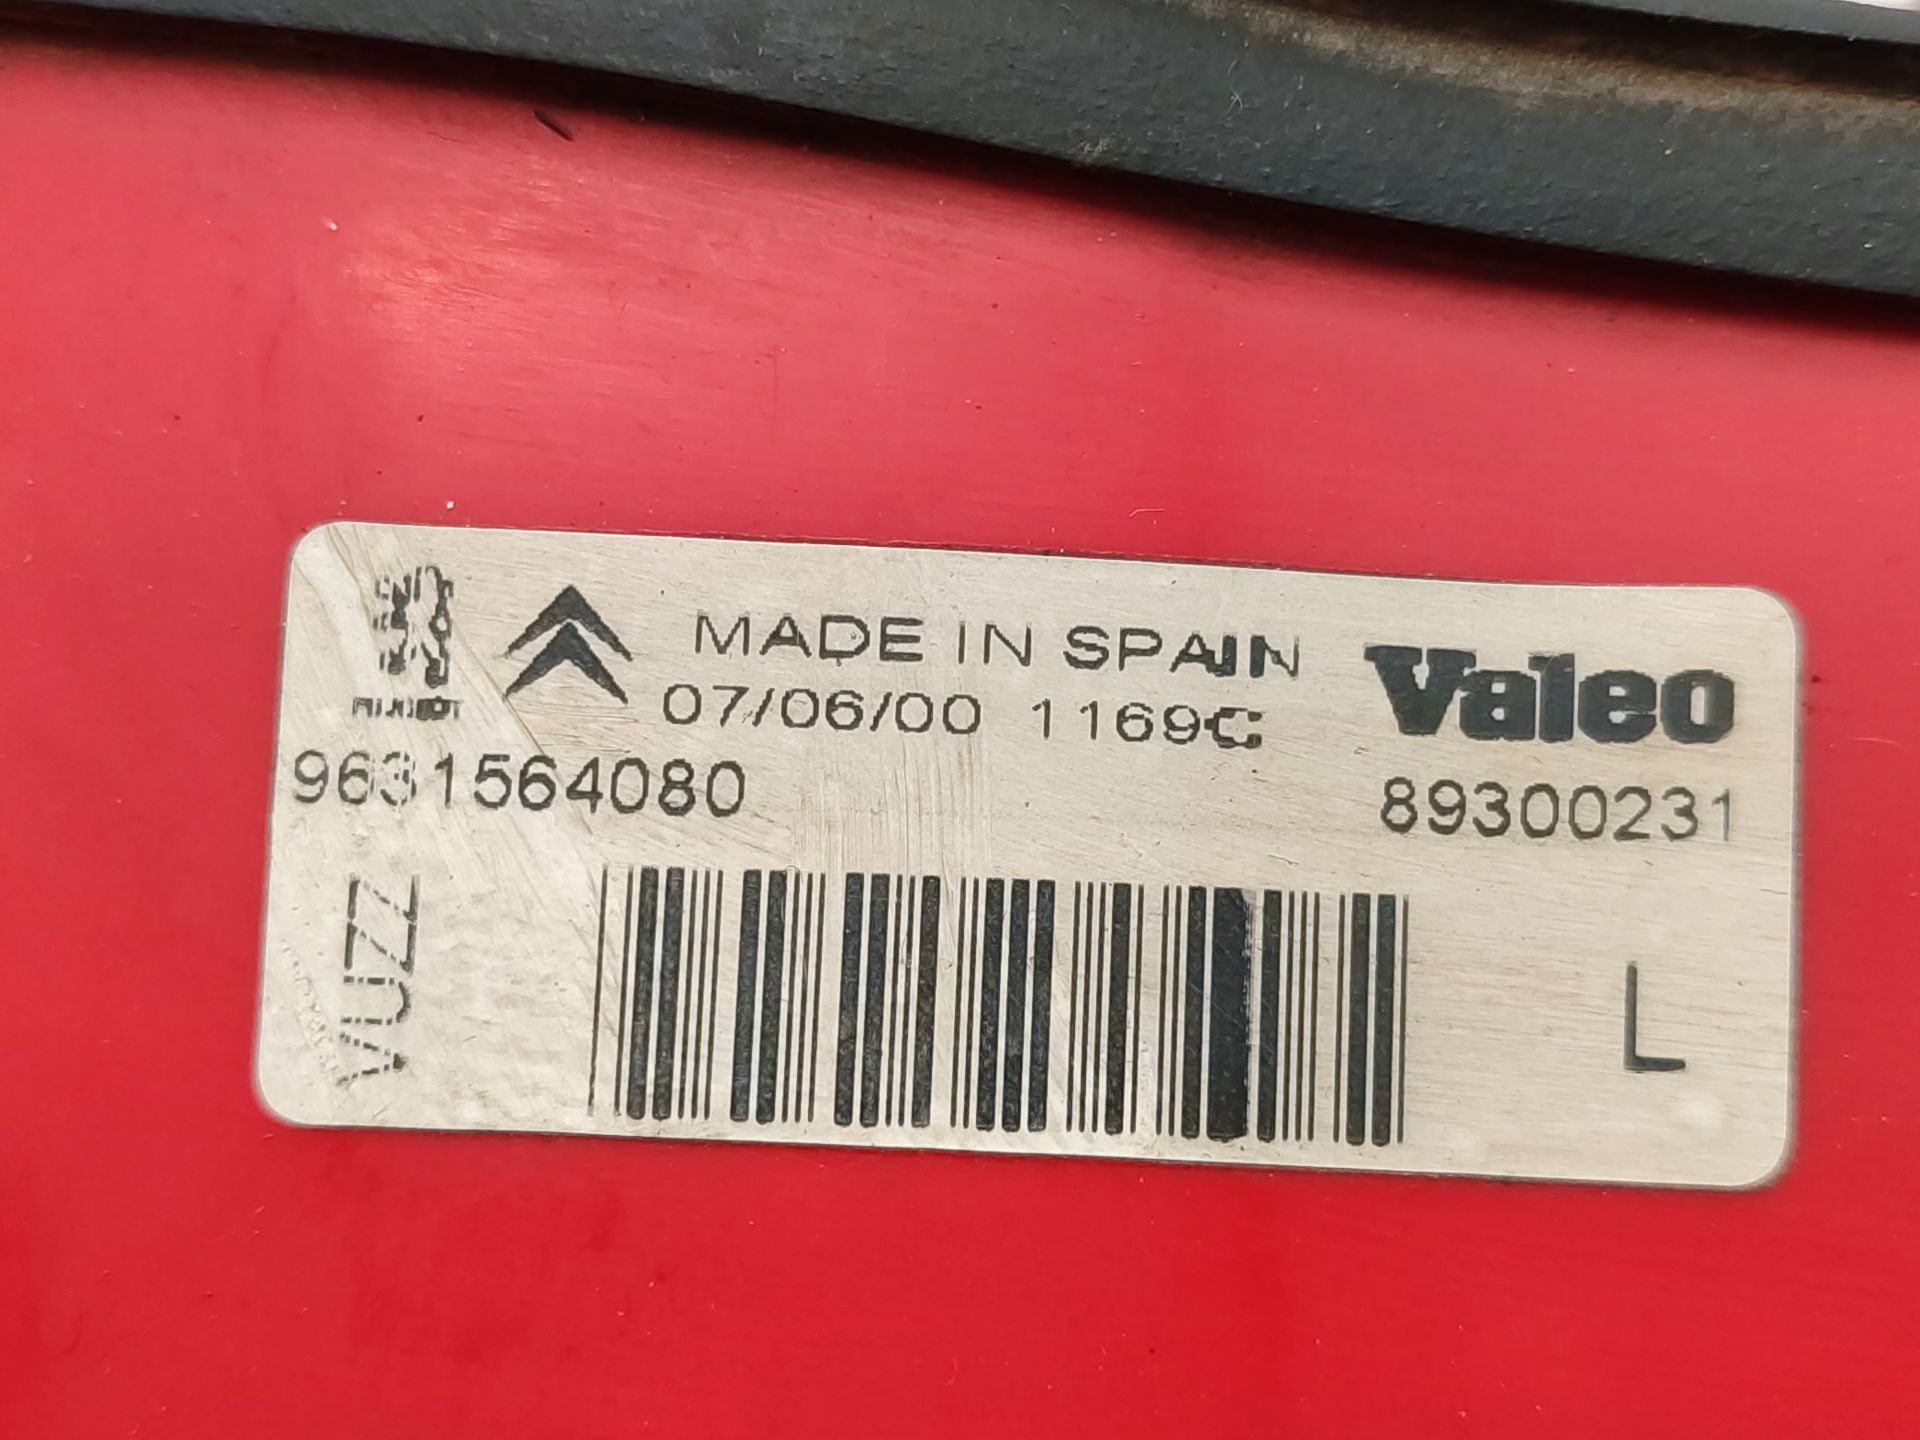 PEUGEOT
MADE IN SPAIN
07/06/00 1169C
Valeo
9631564080
89300231
VUZZ
L